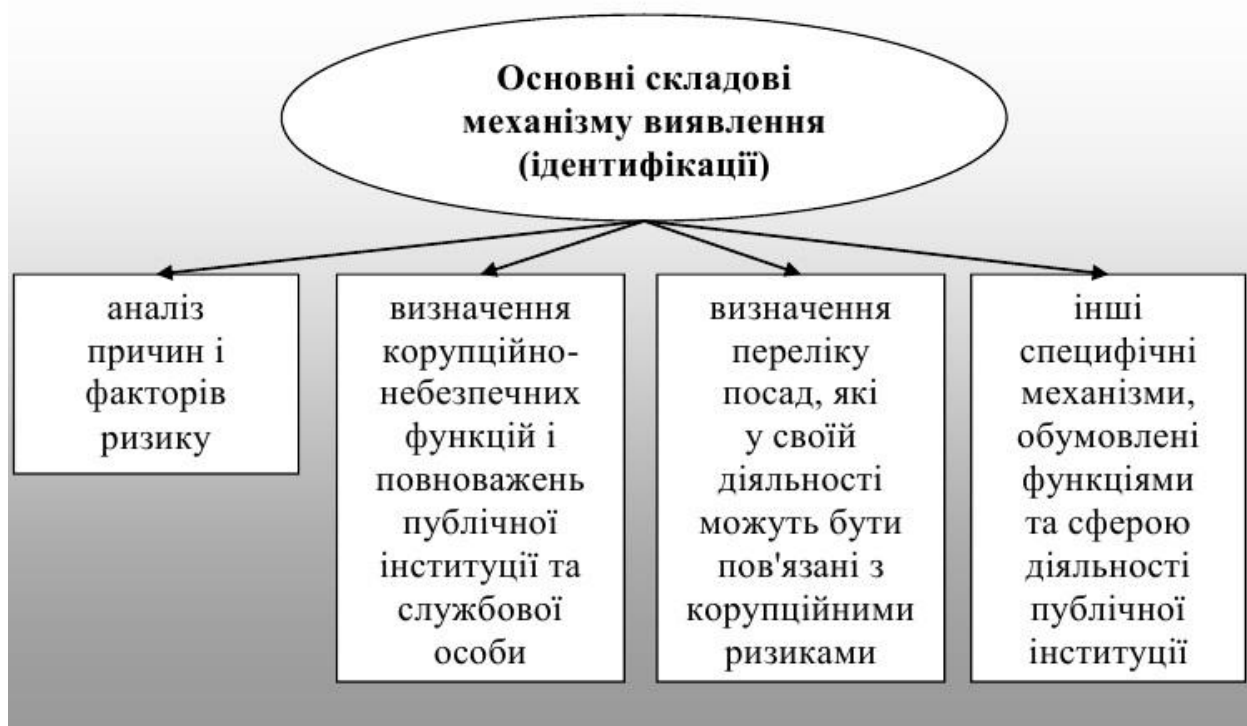 Основні складові
механізму виявлення
(ідентифікації)
аналіз
причин і
факторів
ризику
визначення
корупційно-
небезпечних
функцій і
повноважень
публічної
інституції та
службової
особи
визначення
переліку
посад, які
у своїй
діяльності
можуть бути
пов'язані з
корупційними
ризиками
інші
специфічні
механізми,
обумовлені
функціями
та сферою
діяльності
публічної
інституції